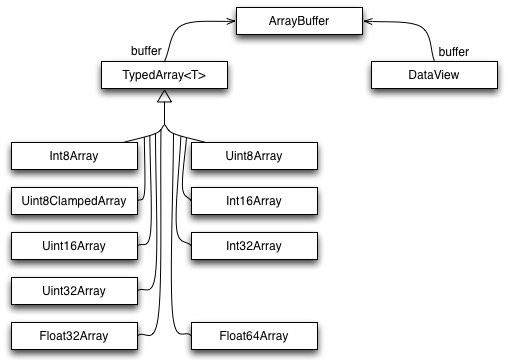 ArrayBuffer
buffer
buffer
TypedArray<T>
DataView
Int8Array
Uint8Array
Uint8ClampedArray
Int16Array
Uint16Array
Int32Array
Uint32Array
Float32Array
Float64Array